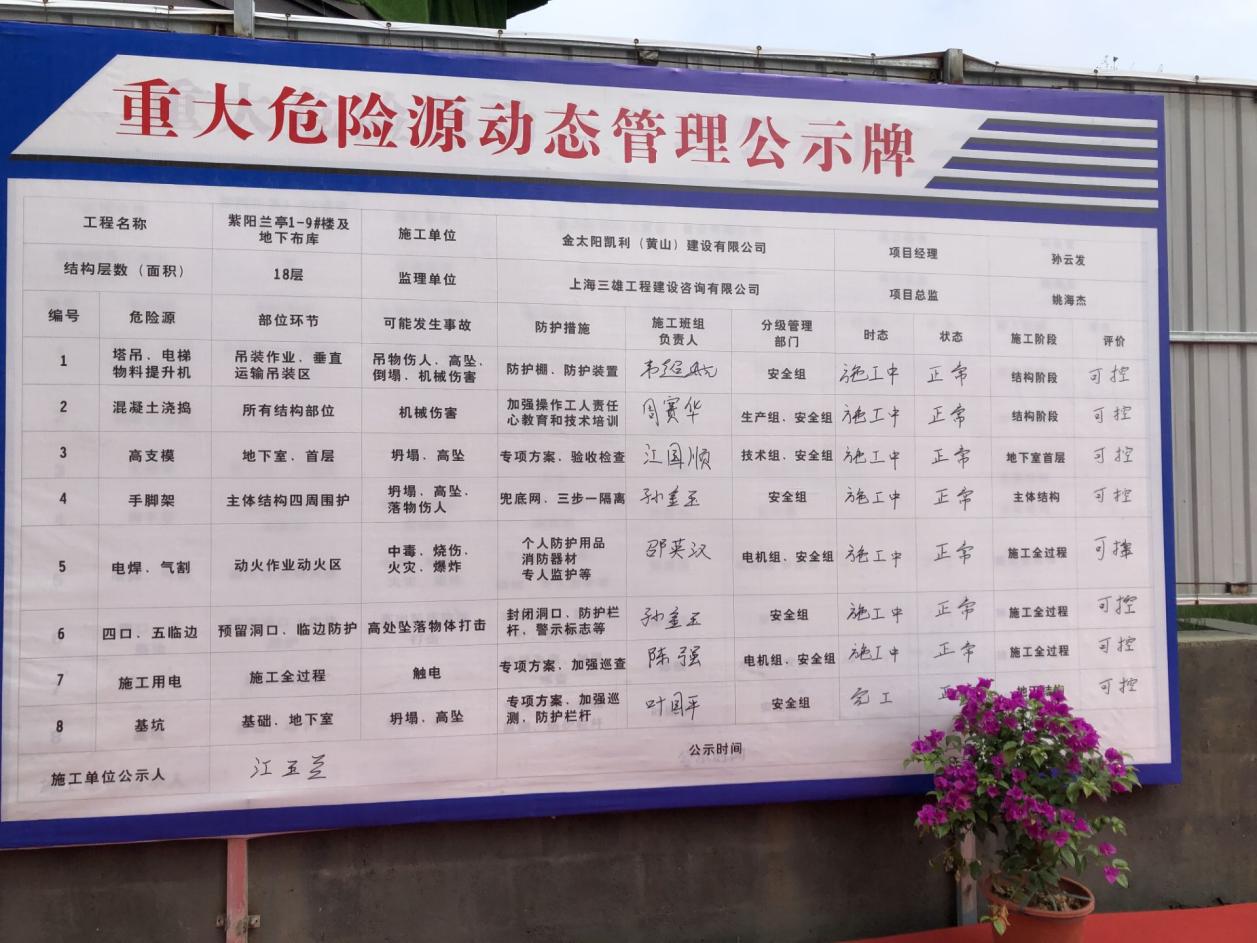 重大危险源动态管理公示牌
工程名称 紫阳兰亭1-9#楼及 施工单位 金太阳凯利（黄山）建设有限公司 项目经理 孙云发
地下布库
结构层数（面积） 18层 监理单位 上海三雄工程建设咨询有限公司 项目总监 姚海杰
编号 危险源 部位环节 可能发生事故 防护措施 施工班组 分级管理 时态 状态 施工阶段 评价
负责人 部门
1 塔吊、电梯 吊装作业、垂直 吊物伤人、高坠、 防护棚、防护装置 安全组 施工中 正常 结构阶段 可控
物料提升机 运输吊装区 倒塌、机械伤害
2 混凝土浇捣 所有结构部位 机械伤害 加强操作工人责任 周赛华 生产组、安全组 施工中 正常 结构阶段 可控
心教育和技术培训
3 高支模 地下室、首层 坍塌、高坠 专项方案、验收检查 江国顺 技术组、安全组 施工中 正常 地下室首层 可控
4 手脚架 主体结构四周围护 坍塌、高坠、 兜底网、三步一隔离 孙金玉 安全组 施工中 正常 主体结构 可控
落物伤人
5 电焊、气割 动火作业动火区 中毒、烧伤、 个人防护用品 邵英汉 电机组、安全组 施工中 正常 施工全过程 可控
火灾、爆炸 消防器材
专人监护等
6 四口、五临边 预留洞口、临边防护 高处坠落物体打击 封闭洞口、防护栏 孙金玉 安全组 施工中 正常 施工全过程 可控
杆、警示标志等
7 施工用电 施工全过程 触电 专项方案、加强巡查 陈强 电机组、安全组 施工中 正常 施工全过程 可控
8 基坑 基础、地下室 坍塌、高坠 专项方案、加强巡 叶国平 安全组 完工 可控
测、防护栏杆
施工单位公示人 江玉兰 公示时间